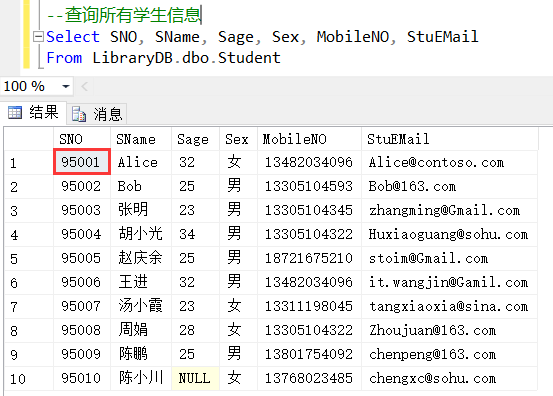 --查询所有学生信息
Select SNO, SName, Sage, Sex, MobileNO, StuEMail
From LibraryDB.dbo.Student
100 %
结果 消息
SNO SName Sage Sex MobileNO StuEMail
1 95001 Alice 32 女 13482034096 Alice@contoso.com
2 95002 Bob 25 男 13305104593 Bob@163.com
3 95003 张明 23 男 13305104345 zhangming@Gmail.com
4 95004 胡小光 34 男 13305104322 Huxiaoguang@sohu.com
5 95005 赵庆余 25 男 18721675210 stoim@Gmail.com
6 95006 王进 32 男 13482034096 it.wangjin@Gamil.com
7 95007 汤小霞 23 女 13311198045 tangxiaoxia@sina.com
8 95008 周娟 28 女 13305104322 Zhoujuan@163.com
9 95009 陈鹏 25 男 13801754092 chenpeng@163.com
10 95010 陈小川 NULL 女 13768023485 chengxc@sohu.com